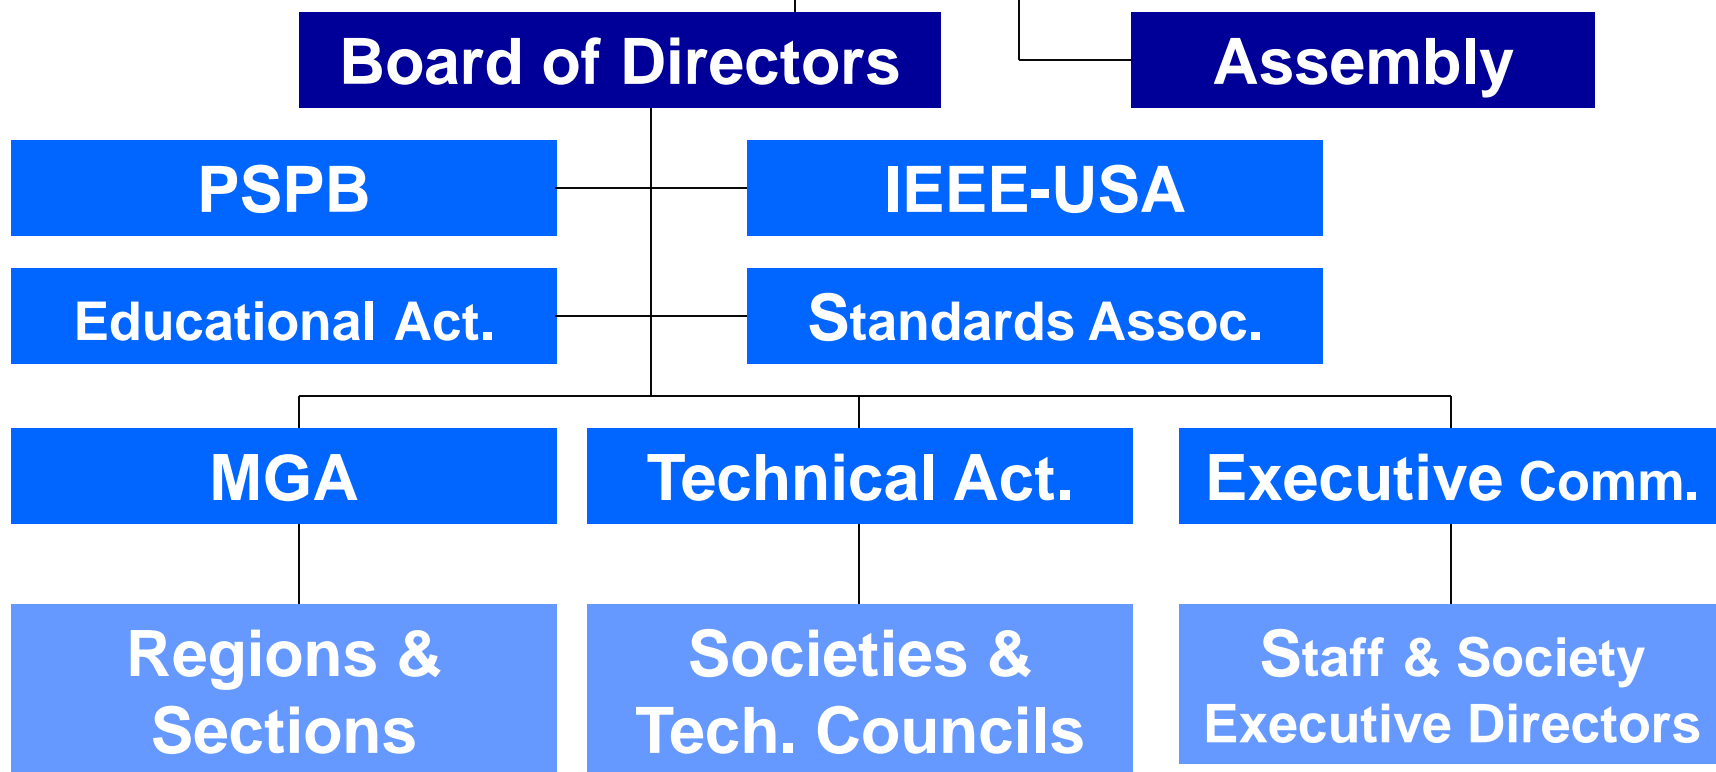 Board of Directors
Assembly
PSPB
IEEE-USA
Educational Act.
Standards Assoc.
MGA
Technical Act.
Executive Comm.
Regions &
Sections
Societies &
Tech. Councils
Staff & Society
Executive Directors